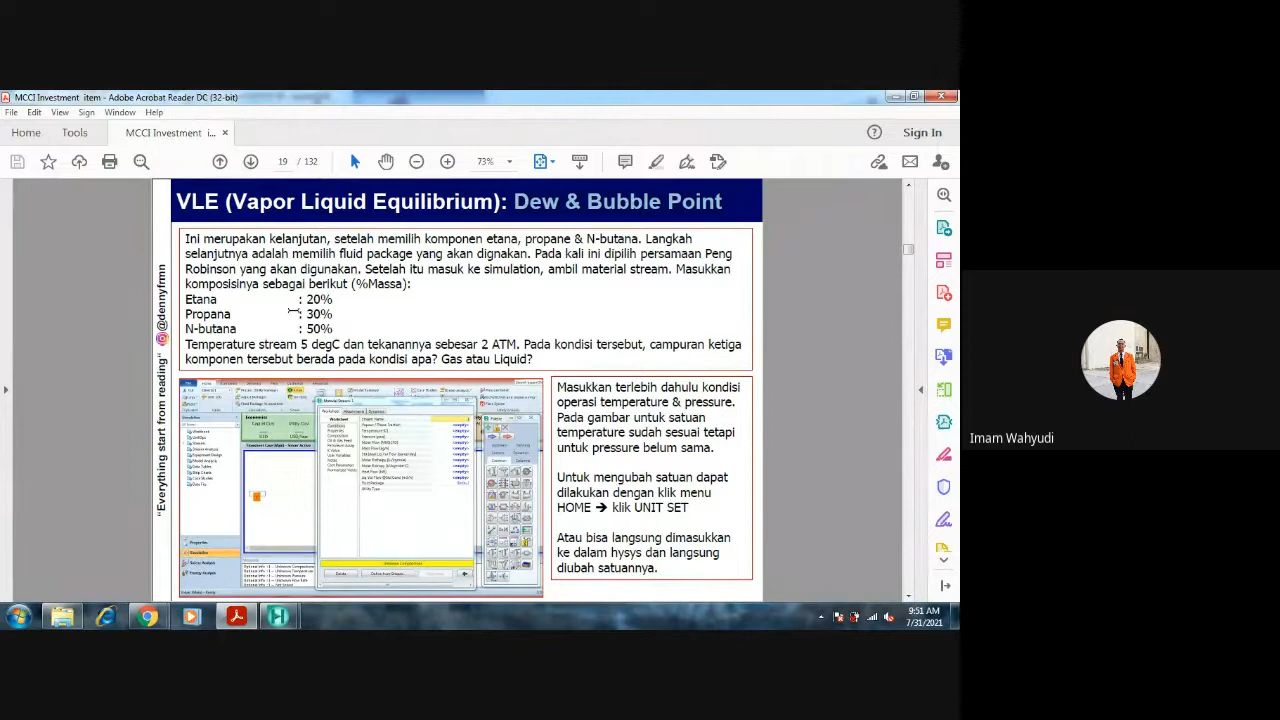 MCCI Investment item - Adobe Acrobat Reader DC (32-bit)
File Edit View Sign Window Help
Home Tools MCCI Investment i... × Sign In
19 / 132 73%
VLE (Vapor Liquid Equilibrium): Dew & Bubble Point
Ini merupakan kelanjutan, setelah memilih komponen etana, propane & N-butana. Langkah
selanjutnya adalah memilih fluid package yang akan dignakan. Pada kali ini dipilih persamaan Peng
Robinson yang akan digunakan. Setelah itu masuk ke simulation, ambil material stream. Masukkan
komposisinya sebagai berikut (%Massa):
Etana : 20%
Propana : 30%
N-butana : 50%
Temperature stream 5 degC dan tekanannya sebesar 2 ATM. Pada kondisi tersebut, campuran ketiga
komponen tersebut berada pada kondisi apa? Gas atau Liquid?
"Everything start from reading" @dennyfmn
Masukkan terlebih dahulu kondisi
operasi temperature & pressure.
Pada gambar untuk satuan
temperature sudah sesuai tetapi
untuk pressure belum sama.
Untuk mengubah satuan dapat
dilakukan dengan klik menu
HOME → klik UNIT SET
Atau bisa langsung dimasukkan
ke dalam hysys dan langsung
diubah satuannya.
9:51 AM
7/31/2021
Imam Wahyudi